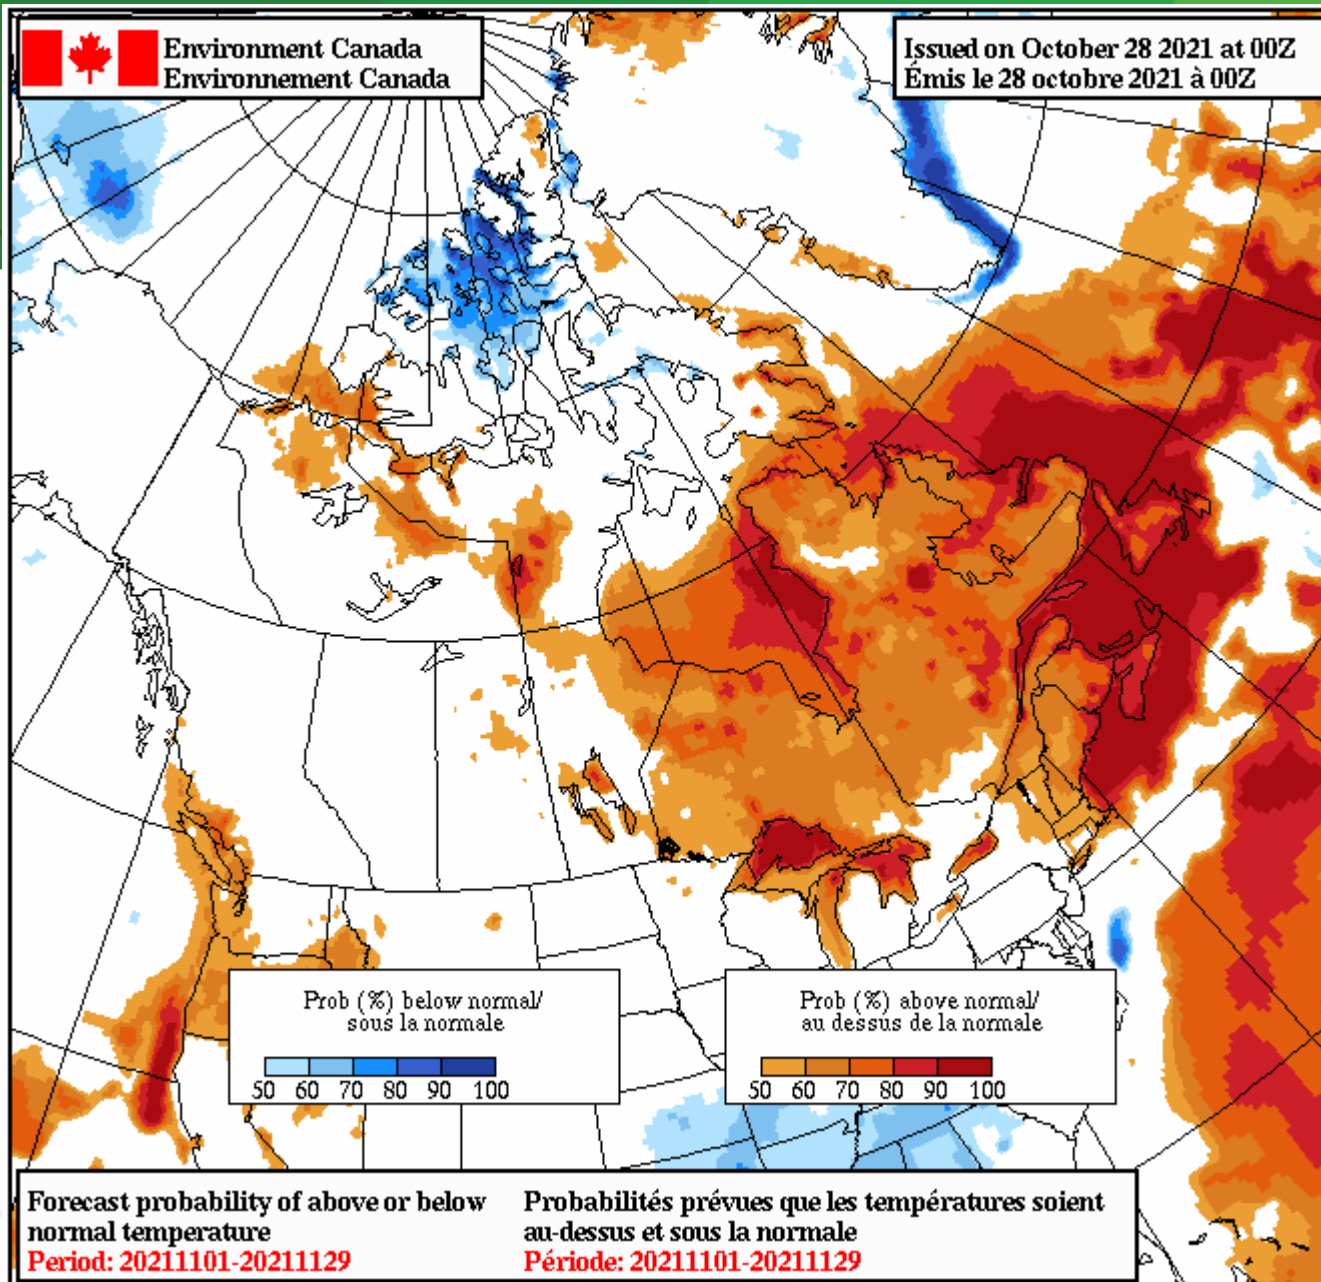 Environment Canada
Environnement Canada
Issued on October 28 2021 at 00Z
Émis le 28 octobre 2021 à 00Z
Prob (%) below normal/
sous la normale
50 60 70 80 90 100
Prob (%) above normal/
au dessus de la normale
50 60 70 80 90 100
Forecast probability of above or below
normal temperature
Period: 20211101-20211129
Probabilités prévues que les températures soient
au-dessus et sous la normale
Période: 20211101-20211129